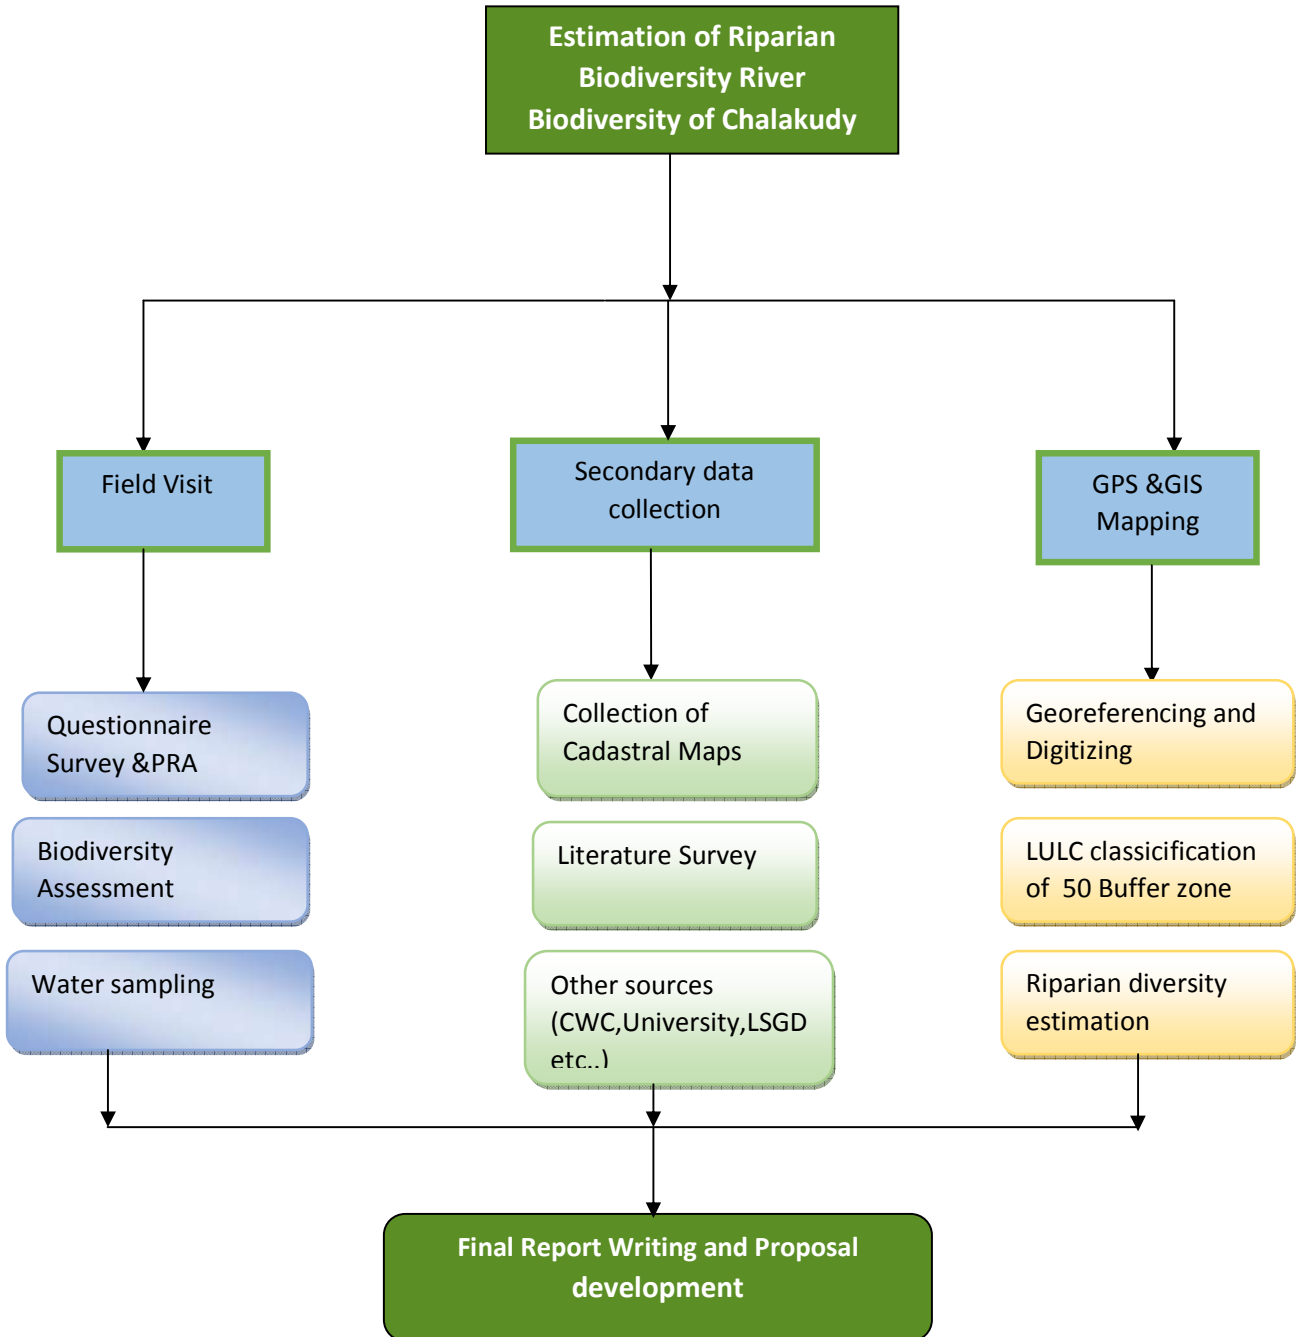 Estimation of Riparian
Biodiversity River
Biodiversity of Chalakudy
Field Visit
Secondary data
collection
GPS &GIS
Mapping
Questionnaire
Survey &PRA
Collection of
Cadastral Maps
Georeferencing and
Digitizing
Biodiversity
Assessment
Literature Survey
LULC classicification
of 50 Buffer zone
Water sampling
Other sources
(CWC,University,LSGD
etc..)
Riparian diversity
estimation
Final Report Writing and Proposal
development